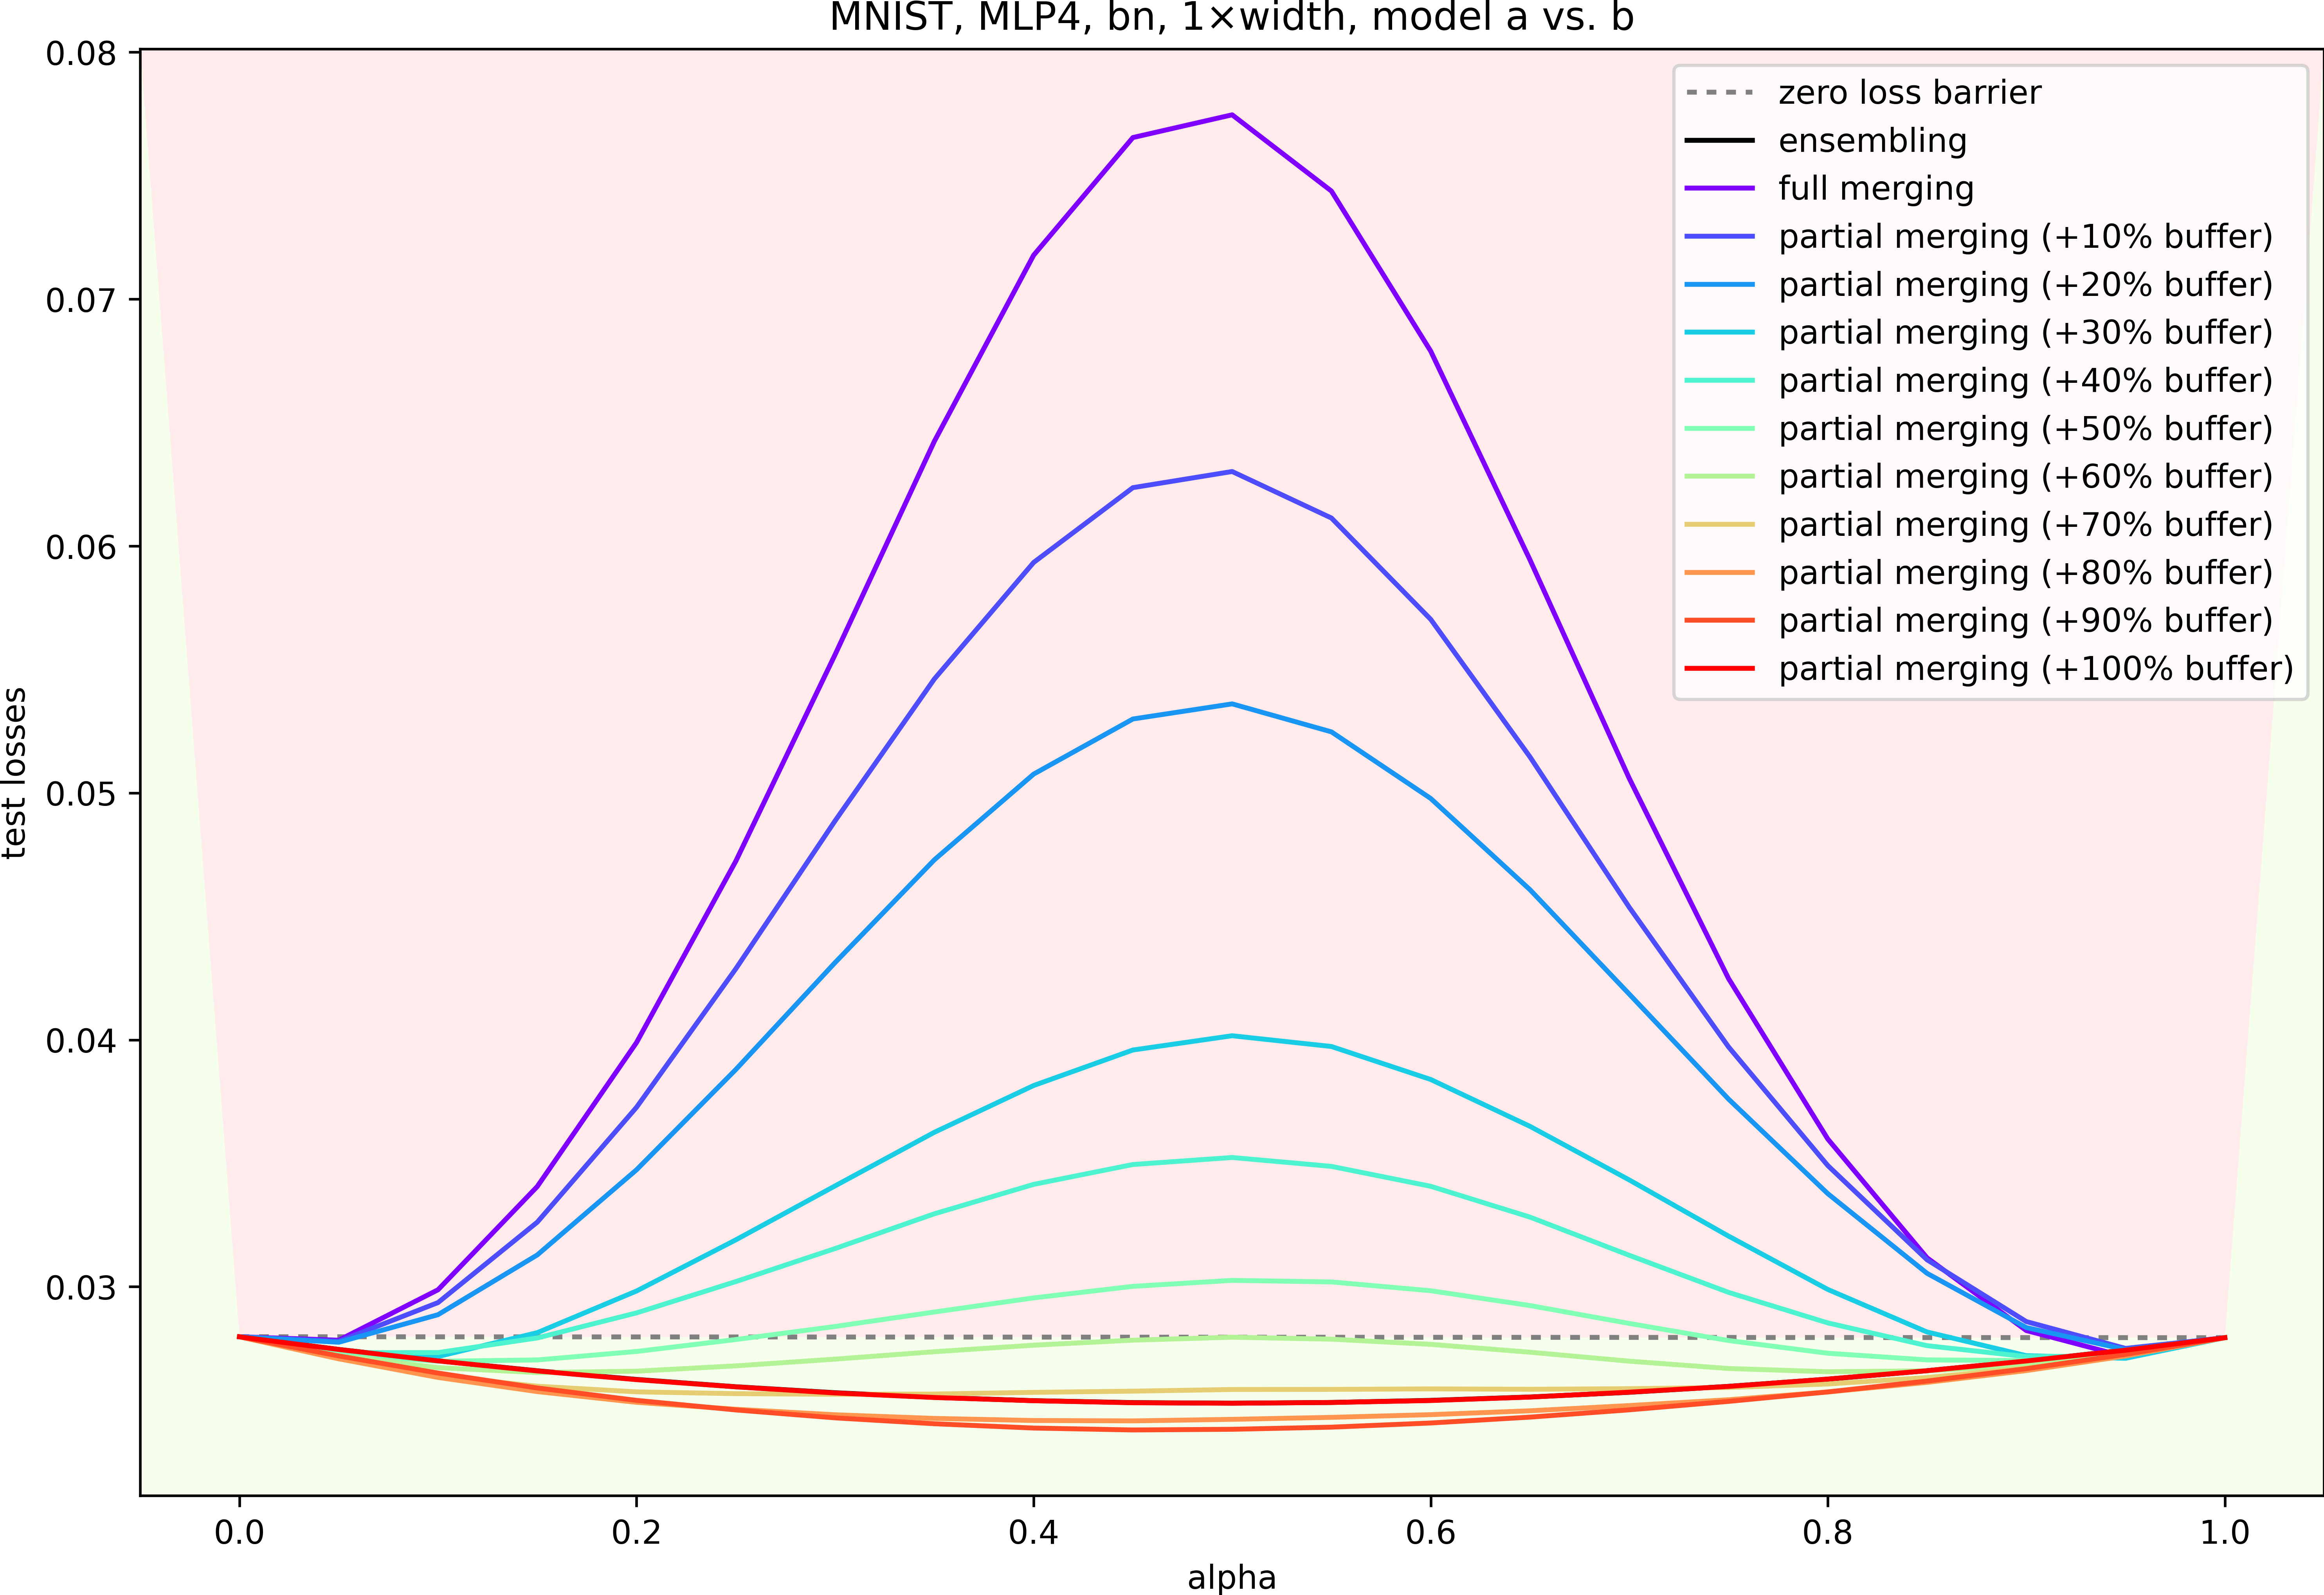 MNIST, MLP4, bn, 1×width, model a vs. b
0.08
0.07
0.06
0.05
0.04
0.03
test losses
zero loss barrier
ensembling
full merging
partial merging (+10% buffer)
partial merging (+20% buffer)
partial merging (+30% buffer)
partial merging (+40% buffer)
partial merging (+50% buffer)
partial merging (+60% buffer)
partial merging (+70% buffer)
partial merging (+80% buffer)
partial merging (+90% buffer)
partial merging (+100% buffer)
0.0 0.2 0.4 0.6 0.8 1.0
alpha